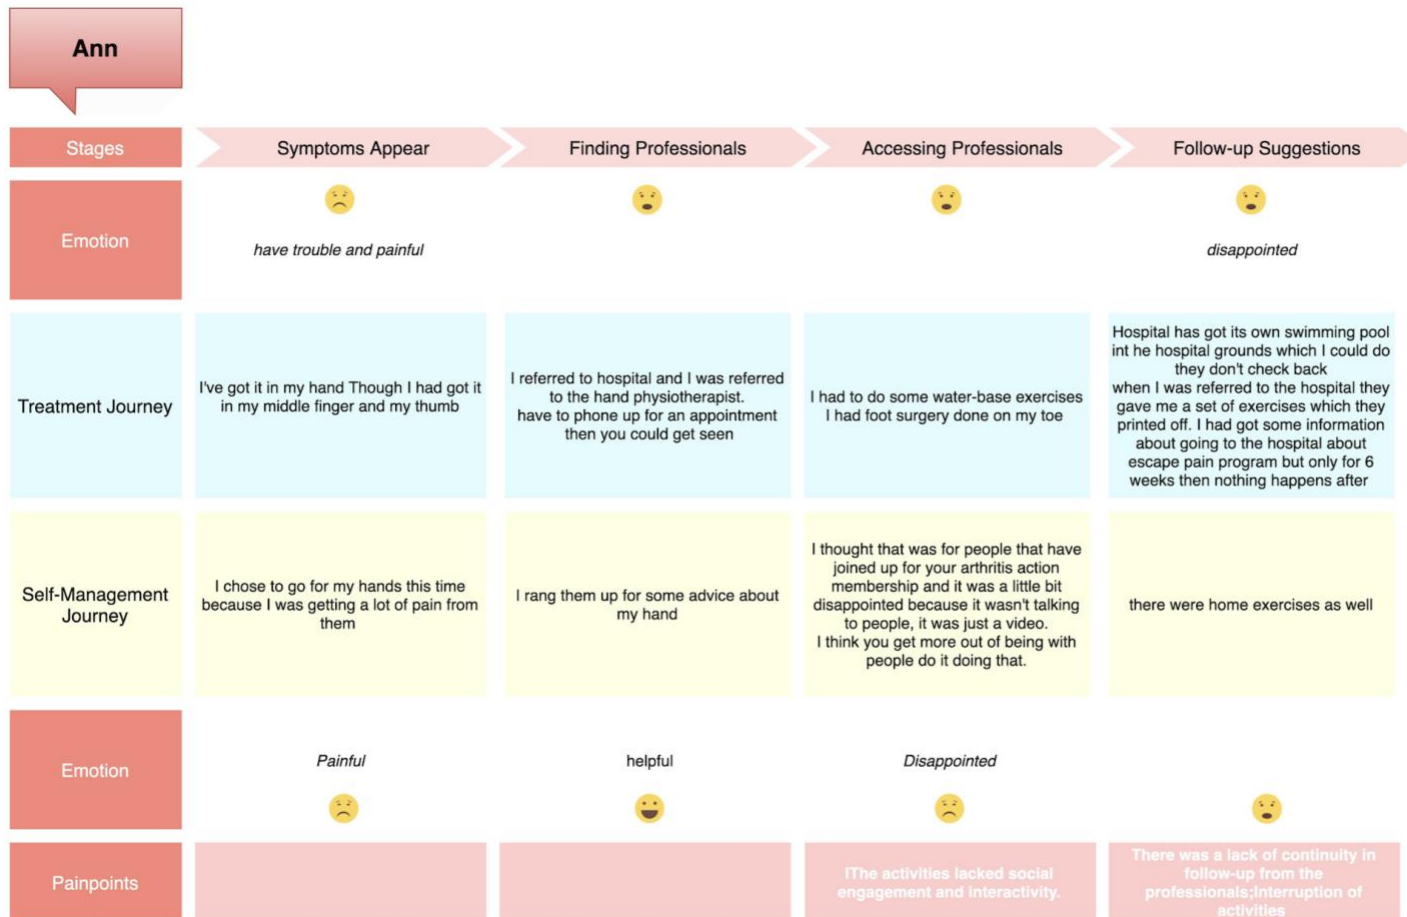 Ann
Stages
Symptoms Appear
Finding Professionals
Accessing Professionals
Follow-up Suggestions
Emotion
have trouble and painful
disappointed
Treatment Journey
I've got it in my hand Though I had got it
in my middle finger and my thumb
I referred to hospital and I was referred
to the hand physiotherapist.
have to phone up for an appointment
then you could get seen
I had to do some water-base exercises
I had foot surgery done on my toe
Hospital has got its own swimming pool
int he hospital grounds which I could do
they don't check back
when I was referred to the hospital they
gave me a set of exercises which they
printed off. I had got some information
about going to the hospital about
escape pain program but only for 6
weeks then nothing happens after
Self-Management
Journey
I chose to go for my hands this time
because I was getting a lot of pain from
them
I rang them up for some advice about
my hand
I thought that was for people that have
joined up for your arthritis action
membership and it was a little bit
disappointed because it wasn't talking
to people, it was just a video.
I think you get more out of being with
people do it doing that.
there were home exercises as well
Emotion
Painful
helpful
Disappointed
Painpoints
IThe activities lacked social
engagement and interactivity.
There was a lack of continuity in
follow-up from the
professionals;Interruption of
activities